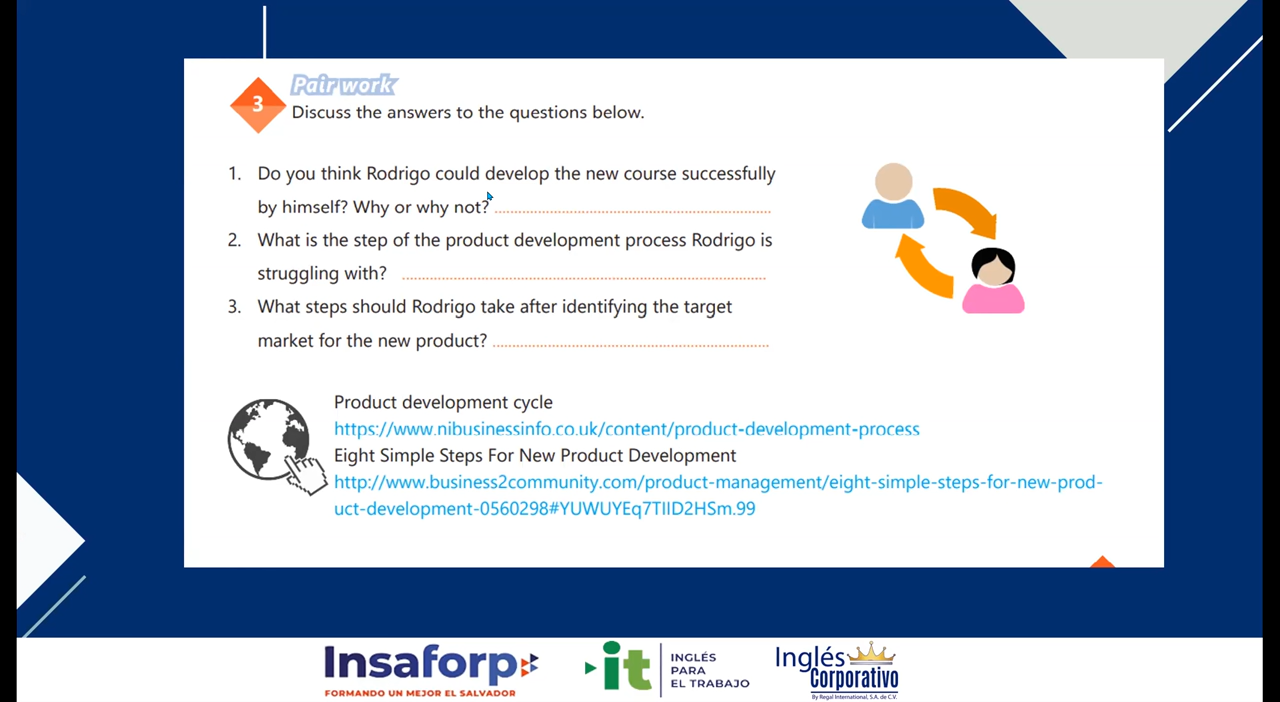 3
Pair work
Discuss the answers to the questions below.
1. Do you think Rodrigo could develop the new course successfully
by himself? Why or why not? ................................................................
2. What is the step of the product development process Rodrigo is
struggling with? ................................................................
3. What steps should Rodrigo take after identifying the target
market for the new product? ................................................................
Product development cycle
https://www.nibusinessinfo.co.uk/content/product-development-process
Eight Simple Steps For New Product Development
http://www.business2community.com/product-management/eight-simple-steps-for-new-prod-
uct-development-0560298#YUWUYEq7TIID2HSm.99
Insaforp
FORMANDO UN MEJOR EL SALVADOR
it
INGLÉS
PARA
EL TRABAJO
Inglés
Corporativo
By Regal International, S.A. de C.V.